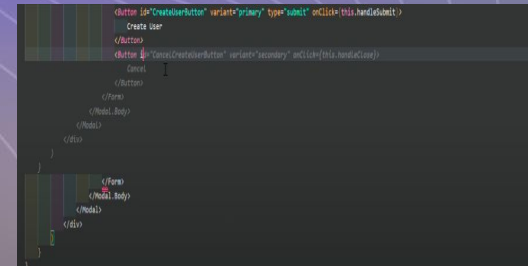 <Button id="CreateUserButton" variant="primary" type="submit" onClick={this.handleSubmit}>
Create User
</Button>
<Button id="CancelCreateUserButton" variant="secondary" onClick={this.handleClose}>
Cancel
</Button>
</Form>
</Modal.Body>
</Modal>
</div>
)
}
</Form>
</Modal.Body>
</Modal>
</div>
)
}
}